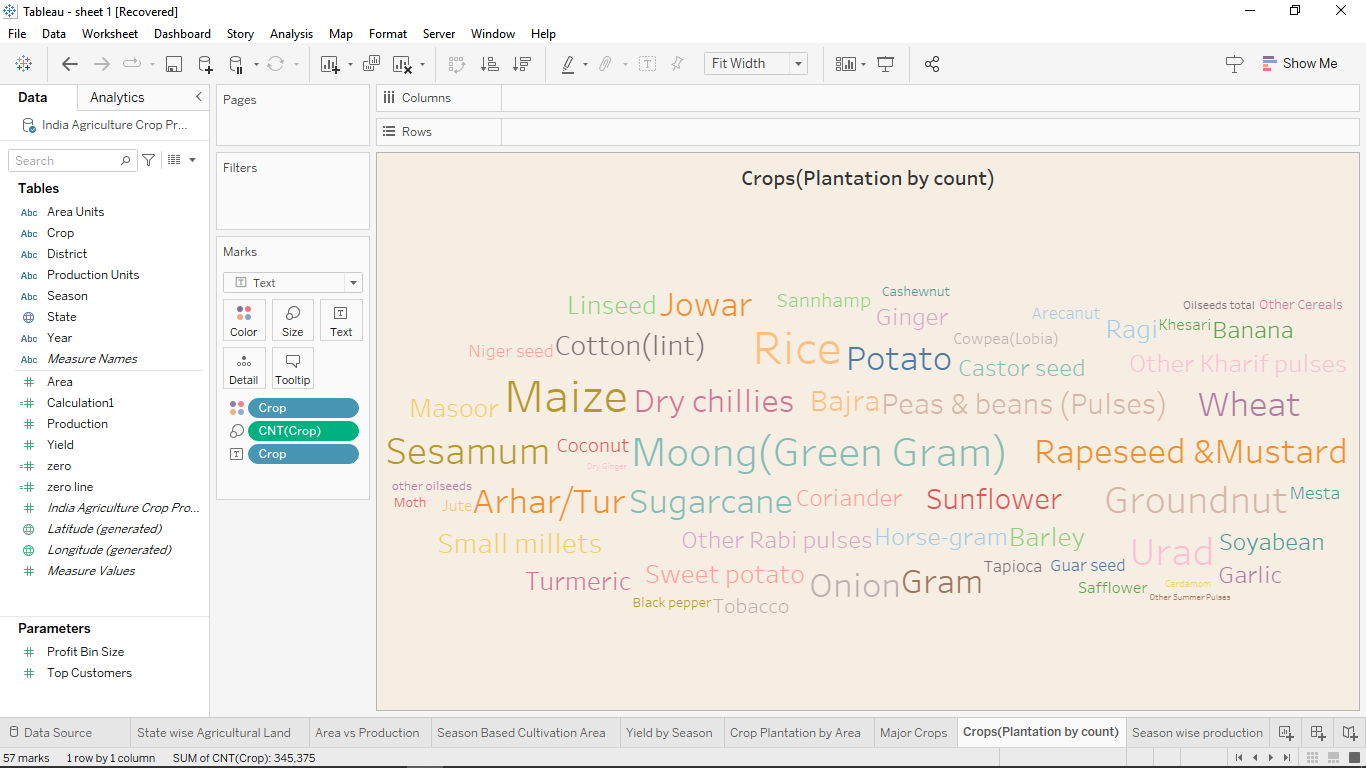 Tableau - sheet 1 [Recovered]
File Data Worksheet Dashboard Story Analysis Map Format Server Window Help
Fit Width
Show Me
Data Analytics
India Agriculture Crop Pr...
Search
Tables
Abc Area Units
Abc Crop
Abc District
Abc Production Units
Abc Season
State
Abc Year
Abc Measure Names
# Area
=# Calculation1
# Production
# Yield
=# zero
=# zero line
# India Agriculture Crop Pro...
Latitude (generated)
Longitude (generated)
# Measure Values
Parameters
# Profit Bin Size
# Top Customers
Pages
Filters
Marks
T Text
Color Size T Text
Detail Tooltip
Crop
CNT(Crop)
T Crop
Columns
Rows
Crops(Plantation by count)
Cashewnut
Linseed Jowar Sannhamp Oilseeds total Other Cereals
Ginger Arecanut
Ragi Khesari Banana
Niger seed Cotton(lint) Rice Potato Cowpea(Lobia)
Castor seed Other Kharif pulses
Masoor Maize Dry chillies Bajra Peas & beans (Pulses) Wheat
Sesamum Coconut Moong(Green Gram) Rapeseed &Mustard
Dry Ginger
other oilseeds
Moth Jute Arhar/Tur Sugarcane Coriander Sunflower Groundnut Mesta
Small millets Other Rabi pulses Horse-gram Barley Urad Soyabean
Turmeric Sweet potato Onion Gram Tapioca Guar seed Garlic
Safflower Cardamom
Black pepper Tobacco Other Summer Pulses
Data Source State wise Agricultural Land Area vs Production Season Based Cultivation Area Yield by Season Crop Plantation by Area Major Crops Crops(Plantation by count) Season wise production
57 marks 1 row by 1 column SUM of CNT(Crop): 345,375